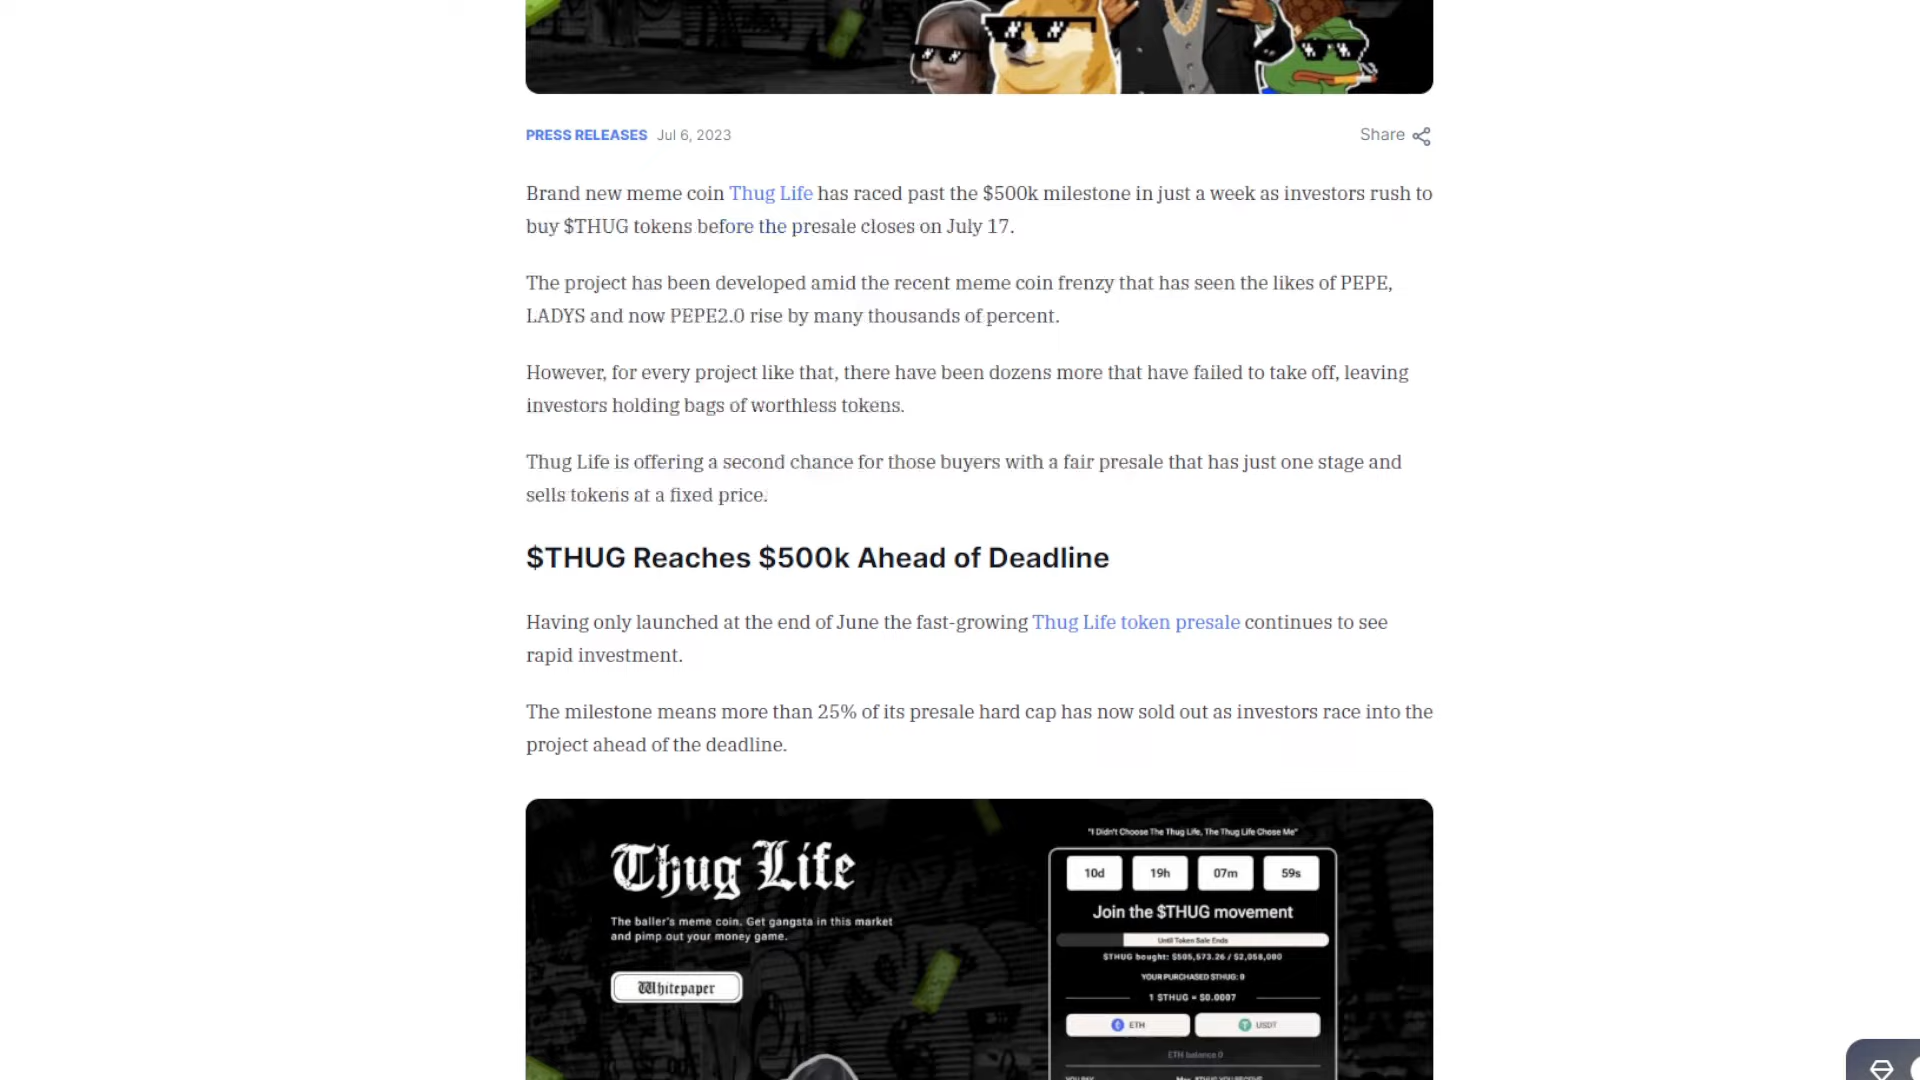 PRESS RELEASES Jul 6, 2023 Share
Brand new meme coin Thug Life has raced past the $500k milestone in just a week as investors rush to
buy $THUG tokens before the presale closes on July 17.
The project has been developed amid the recent meme coin frenzy that has seen the likes of PEPE,
LADYS and now PEPE2.0 rise by many thousands of percent.
However, for every project like that, there have been dozens more that have failed to take off, leaving
investors holding bags of worthless tokens.
Thug Life is offering a second chance for those buyers with a fair presale that has just one stage and
sells tokens at a fixed price.
$THUG Reaches $500k Ahead of Deadline
Having only launched at the end of June the fast-growing Thug Life token presale continues to see
rapid investment.
The milestone means more than 25% of its presale hard cap has now sold out as investors race into the
project ahead of the deadline.
Thug Life
The baller's meme coin. Get gangsta in this market
and pimp out your money game.
Whitepaper
"I Didn't Choose The Thug Life, The Thug Life Chose Me"
10d 19h 07m 59s
Join the $THUG movement
Until Token Sale Ends
$THUG bought: $505,573.26 / $2,058,000
YOUR PURCHASED $THUG: 0
1 $THUG = $0.0007
ETH USDT
ETH balance 0